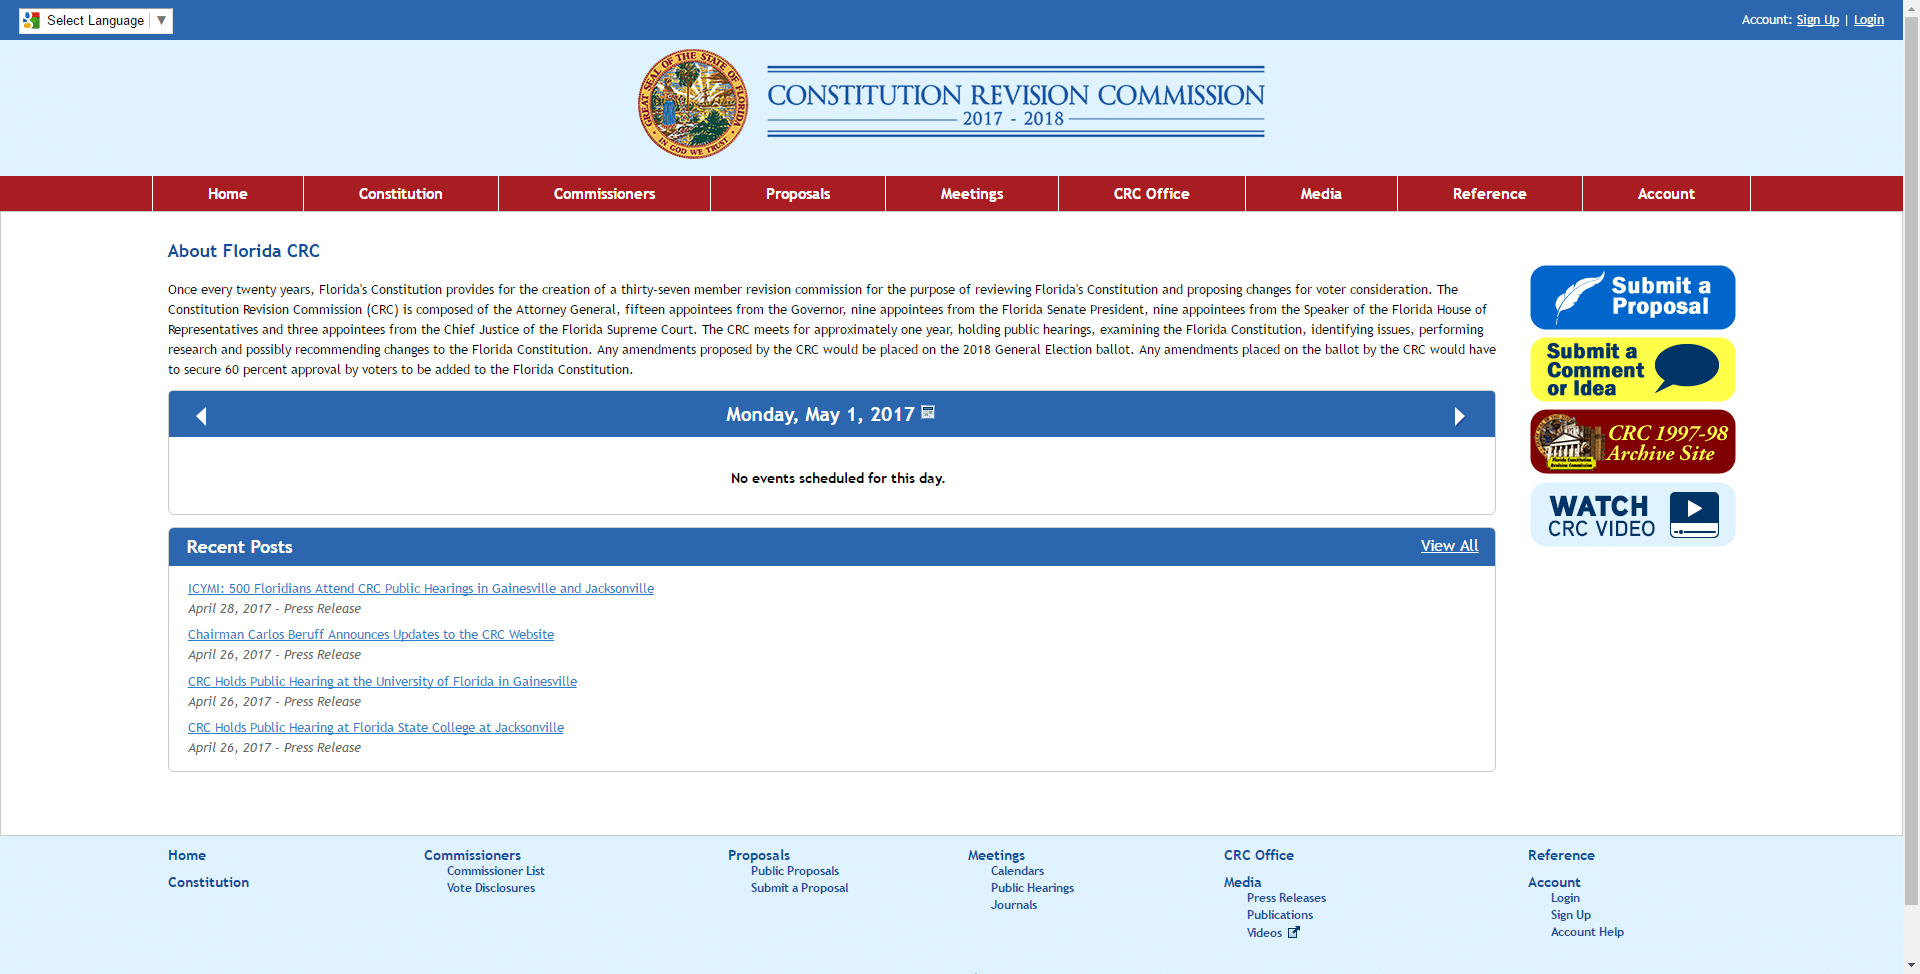 Select Language ▼
Account: Sign Up | Login
GREAT SEAL OF THE STATE OF FLORIDA
IN GOD WE TRUST
CONSTITUTION REVISION COMMISSION
2017 - 2018
Home
Constitution
Commissioners
Proposals
Meetings
CRC Office
Media
Reference
Account
About Florida CRC
Once every twenty years, Florida's Constitution provides for the creation of a thirty-seven member revision commission for the purpose of reviewing Florida's Constitution and proposing changes for voter consideration. The
Constitution Revision Commission (CRC) is composed of the Attorney General, fifteen appointees from the Governor, nine appointees from the Florida Senate President, nine appointees from the Speaker of the Florida House of
Representatives and three appointees from the Chief Justice of the Florida Supreme Court. The CRC meets for approximately one year, holding public hearings, examining the Florida Constitution, identifying issues, performing
research and possibly recommending changes to the Florida Constitution. Any amendments proposed by the CRC would be placed on the 2018 General Election ballot. Any amendments placed on the ballot by the CRC would have
to secure 60 percent approval by voters to be added to the Florida Constitution.
Monday, May 1, 2017
No events scheduled for this day.
Recent Posts
View All
ICYMI: 500 Floridians Attend CRC Public Hearings in Gainesville and Jacksonville
April 28, 2017 - Press Release
Chairman Carlos Beruff Announces Updates to the CRC Website
April 26, 2017 - Press Release
CRC Holds Public Hearing at the University of Florida in Gainesville
April 26, 2017 - Press Release
CRC Holds Public Hearing at Florida State College at Jacksonville
April 26, 2017 - Press Release
Submit a
Proposal
Submit a
Comment
or Idea
CRC 1997-98
Archive Site
Florida Constitution
Revision Commission
WATCH
CRC VIDEO
Home
Constitution
Commissioners
Commissioner List
Vote Disclosures
Proposals
Public Proposals
Submit a Proposal
Meetings
Calendars
Public Hearings
Journals
CRC Office
Media
Press Releases
Publications
Videos
Reference
Account
Login
Sign Up
Account Help